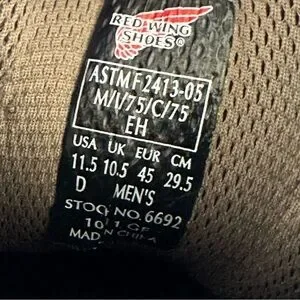 RED WING
SHOES®
ASTM F2413-05
M/I/75/C/75
EH
USA UK EUR CM
11.5 10.5 45 29.5
D MEN'S
STOCK NO. 6692
MADE IN CHINA